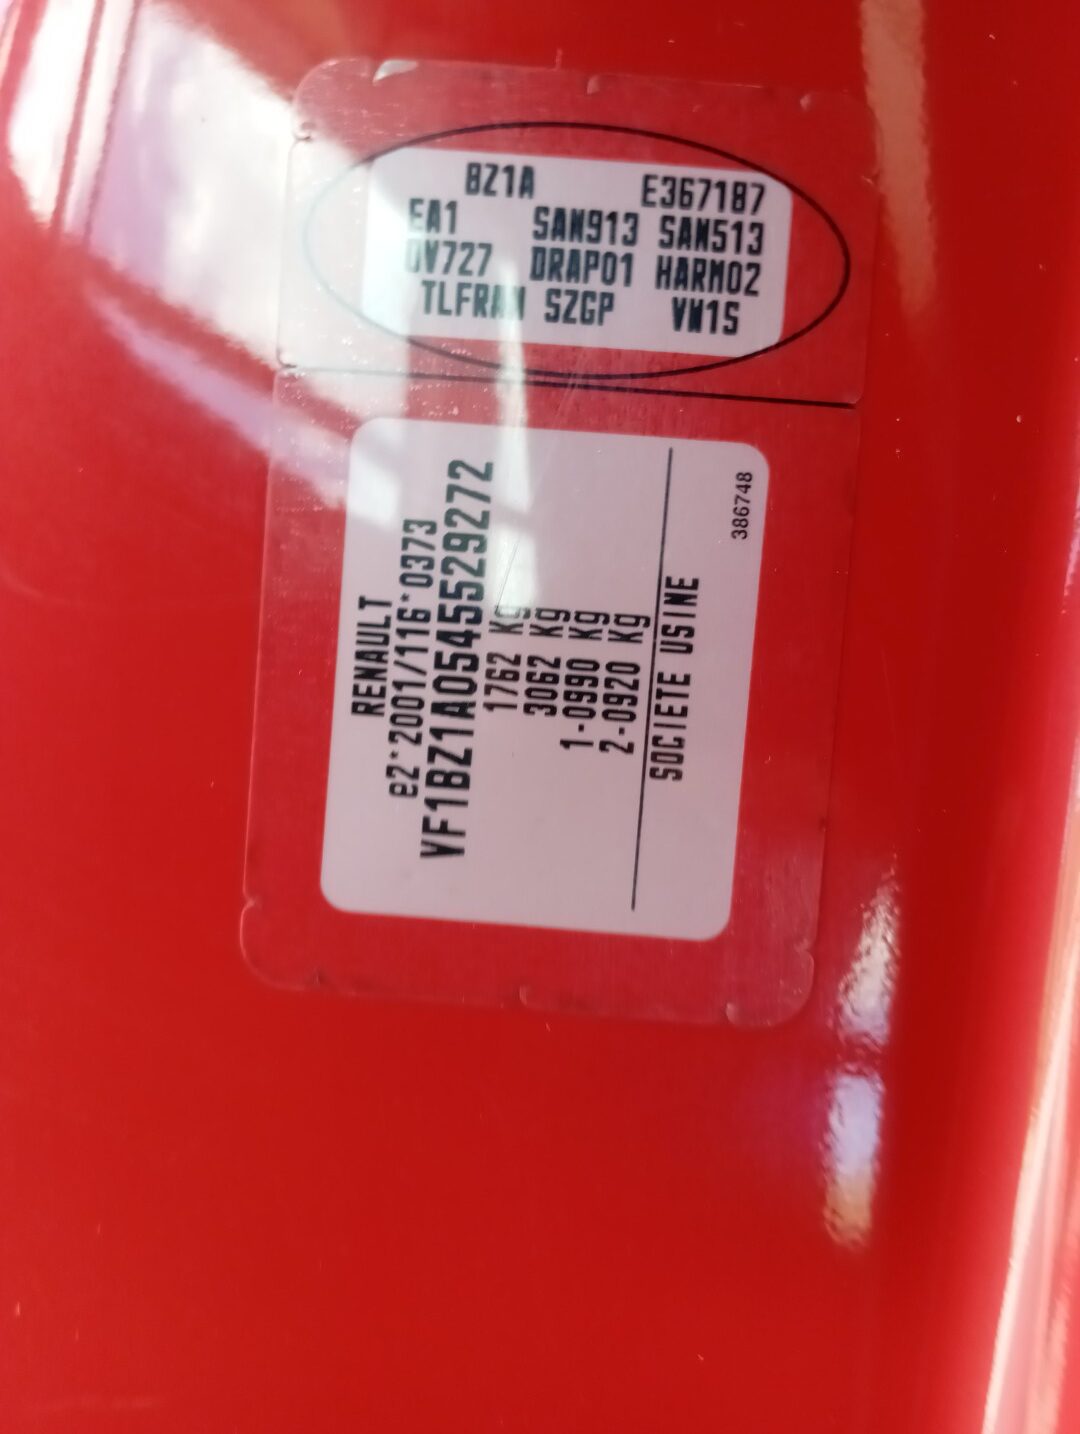 BZ1A E367187
EA1 SAN913 SAN513
OV727 DRAP01 HARM02
TLFRAN SZGP VN1S
RENAULT
e2*2001/116*0373
VF1BZ1A0545529272
1762 Kg
3062 Kg
1-0990 Kg
2-0920 Kg
SOCIETE USINE
386748